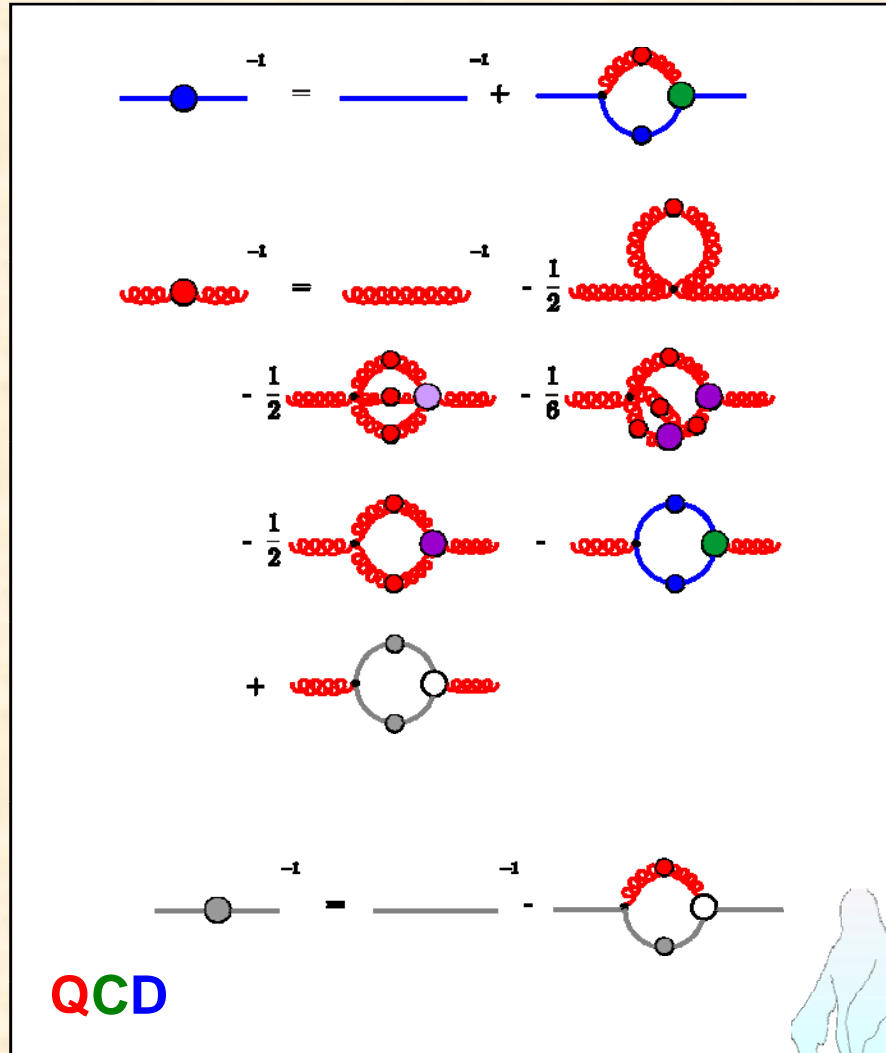 -1 = -1 +
-1 = -1 - 1/2
- 1/2 - 1/6
- 1/2 -
+
-1 = -1 -
QCD